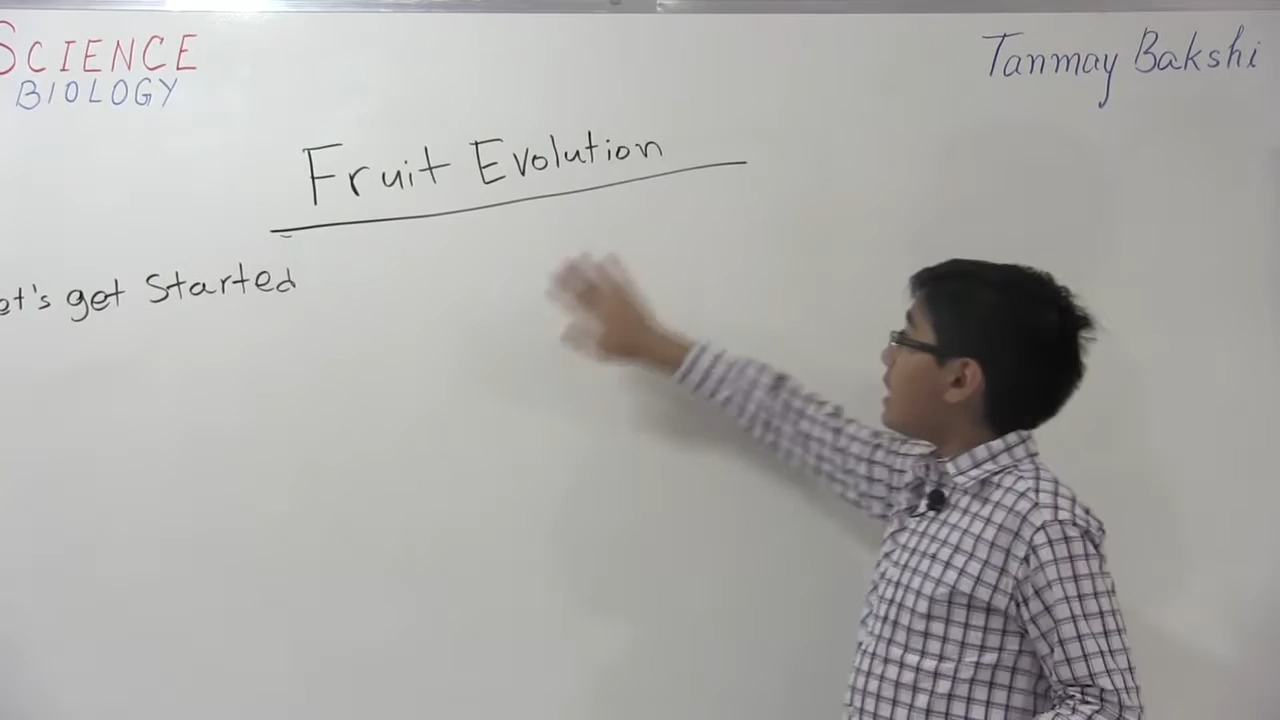 SCIENCE
BIOLOGY
Tanmay Bakshi
Fruit Evolution
et's get Started